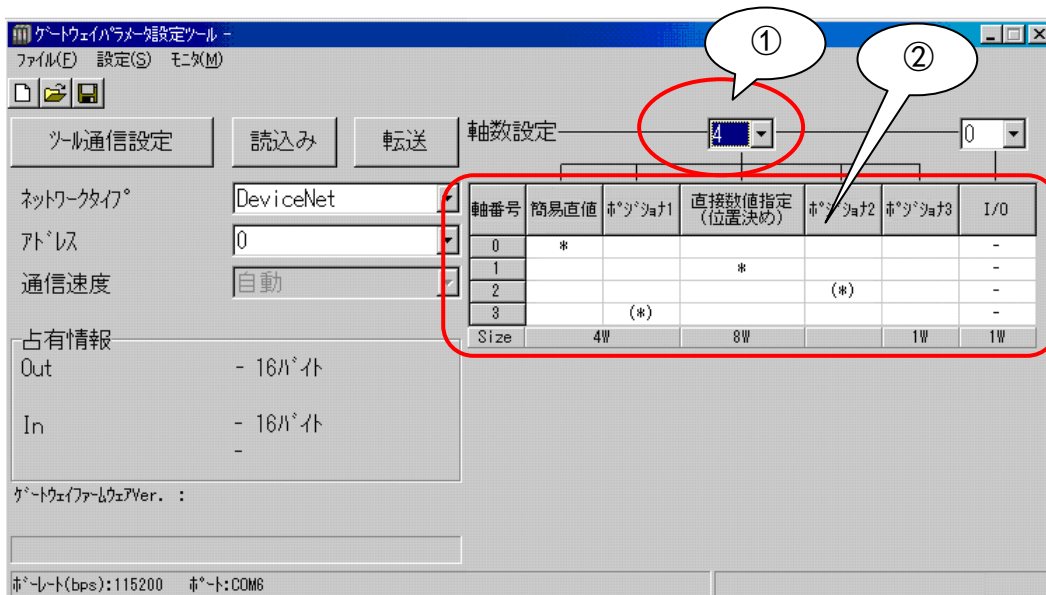 ゲートウェイパラメータ設定ツール -
ファイル(F) 設定(S) モニタ(M)
①
②
ツール通信設定 読込み 転送
軸数設定 4 0
ネットワークタイプ DeviceNet
アドレス 0
通信速度 自動
軸番号 簡易直値 ポジショナ1 直接数値指定(位置決め) ポジショナ2 ポジショナ3 I/O
0 * -
1 * -
2 (*) -
3 (*) -
Size 4W 8W 1W 1W
占有情報
Out - 16バイト
In - 16バイト
-
ゲートウェイファームウェアVer. :
ボーレート(bps):115200 ポート:COM6